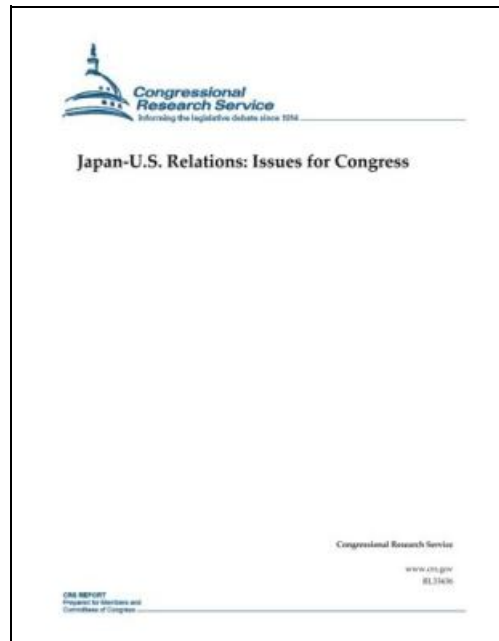 Congressional
Research Service
Informing the legislative debate since 1914
Japan-U.S. Relations: Issues for Congress
Congressional Research Service
www.crs.gov
RL33436
CRS REPORT
Prepared for Members and
Committees of Congress